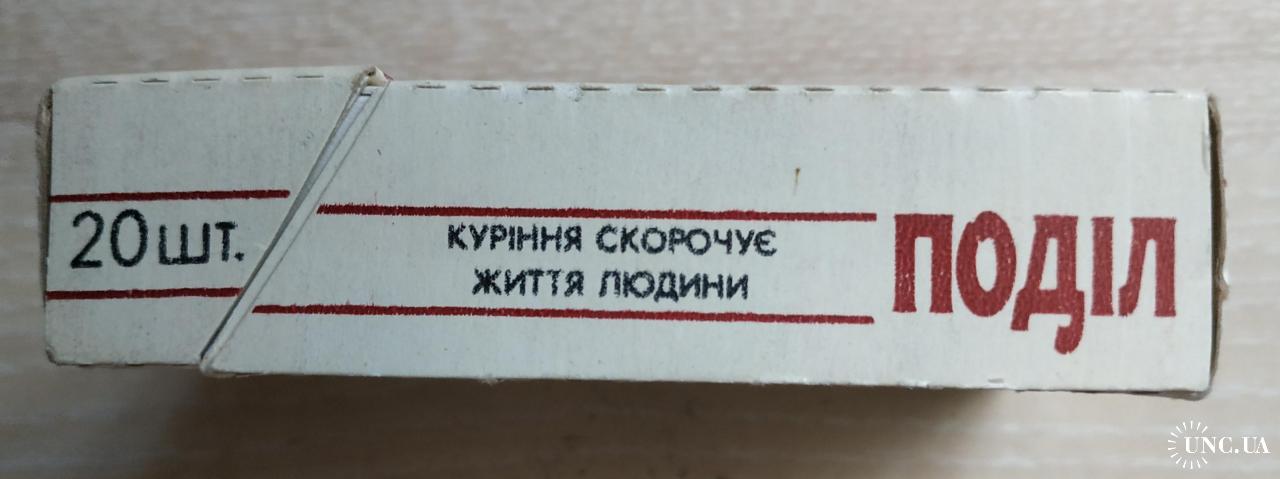 20 ШТ.
КУРІННЯ СКОРОЧУЄ
ЖИТТЯ ЛЮДИНИ
ПОДІЛ
UNC.UA